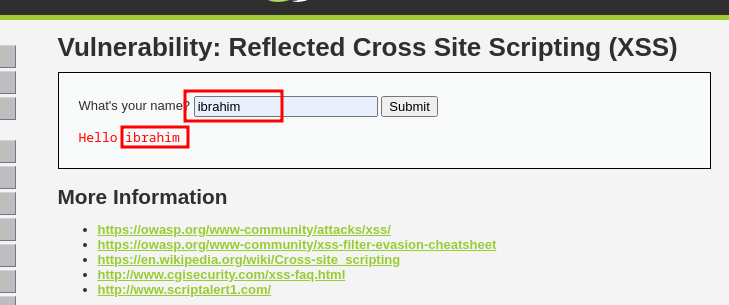 Vulnerability: Reflected Cross Site Scripting (XSS)
What's your name? ibrahim Submit
Hello ibrahim
More Information
https://owasp.org/www-community/attacks/xss/
https://owasp.org/www-community/xss-filter-evasion-cheatsheet
https://en.wikipedia.org/wiki/Cross-site_scripting
http://www.cgisecurity.com/xss-faq.html
http://www.scriptalert1.com/